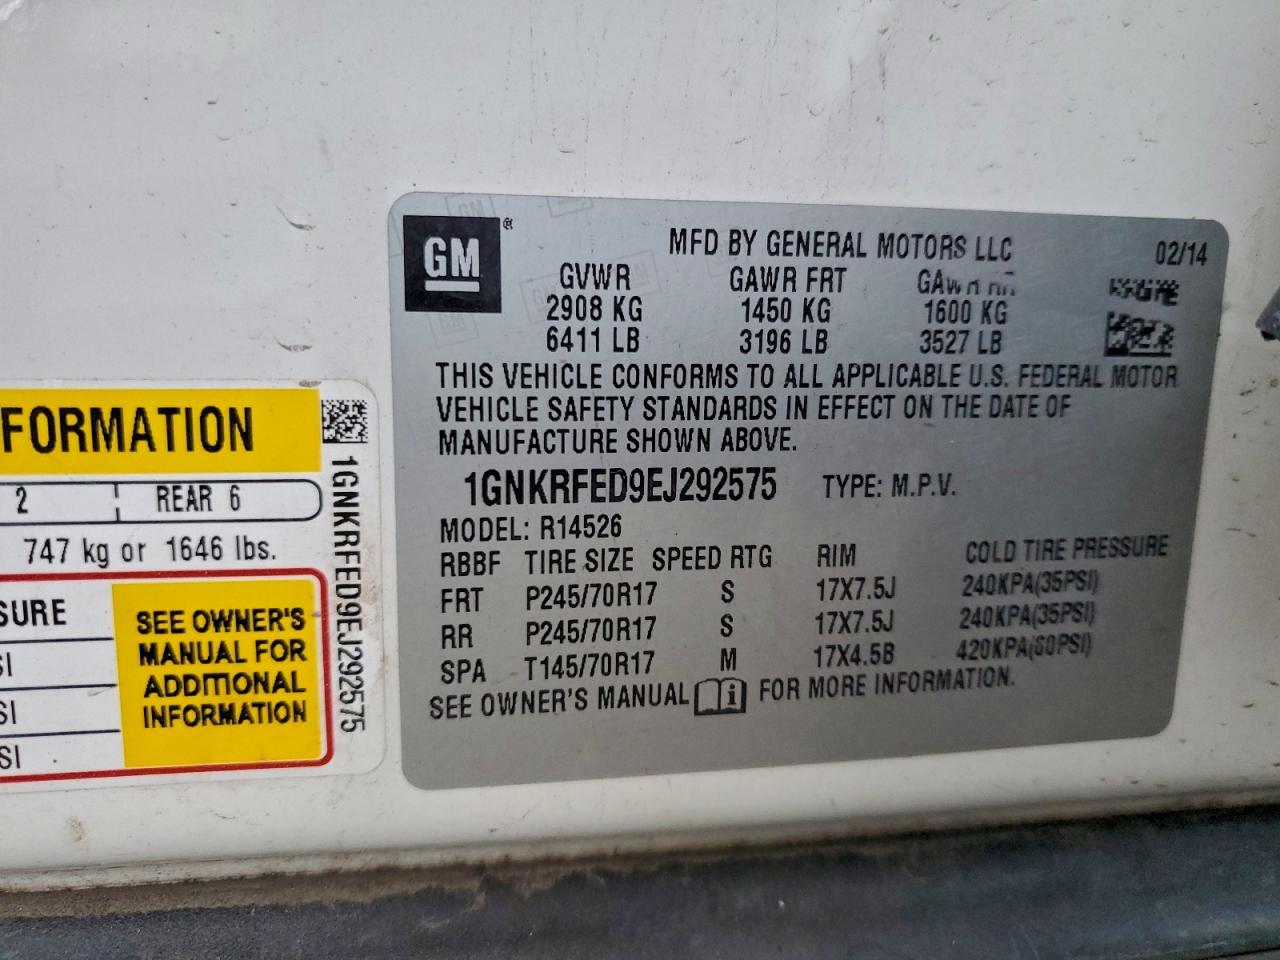 FORMATION
2 REAR 6
747 kg or 1646 lbs.
SURE
SI
SI
SI
SEE OWNER'S
MANUAL FOR
ADDITIONAL
INFORMATION
1GNKRFED9EJ292575
GM®
MFD BY GENERAL MOTORS LLC 02/14
GVWR GAWR FRT
2908 KG 1450 KG 1600 KG
6411 LB 3196 LB 3527 LB
THIS VEHICLE CONFORMS TO ALL APPLICABLE U.S. FEDERAL MOTOR
VEHICLE SAFETY STANDARDS IN EFFECT ON THE DATE OF
MANUFACTURE SHOWN ABOVE.
1GNKRFED9EJ292575 TYPE: M.P.V.
MODEL: R14526
RBBF TIRE SIZE SPEED RTG RIM COLD TIRE PRESSURE
FRT P245/70R17 S 17X7.5J 240KPA(35PSI)
RR P245/70R17 S 17X7.5J 240KPA(35PSI)
SPA T145/70R17 M 17X4.5B 420KPA(60PSI)
SEE OWNER'S MANUAL FOR MORE INFORMATION.